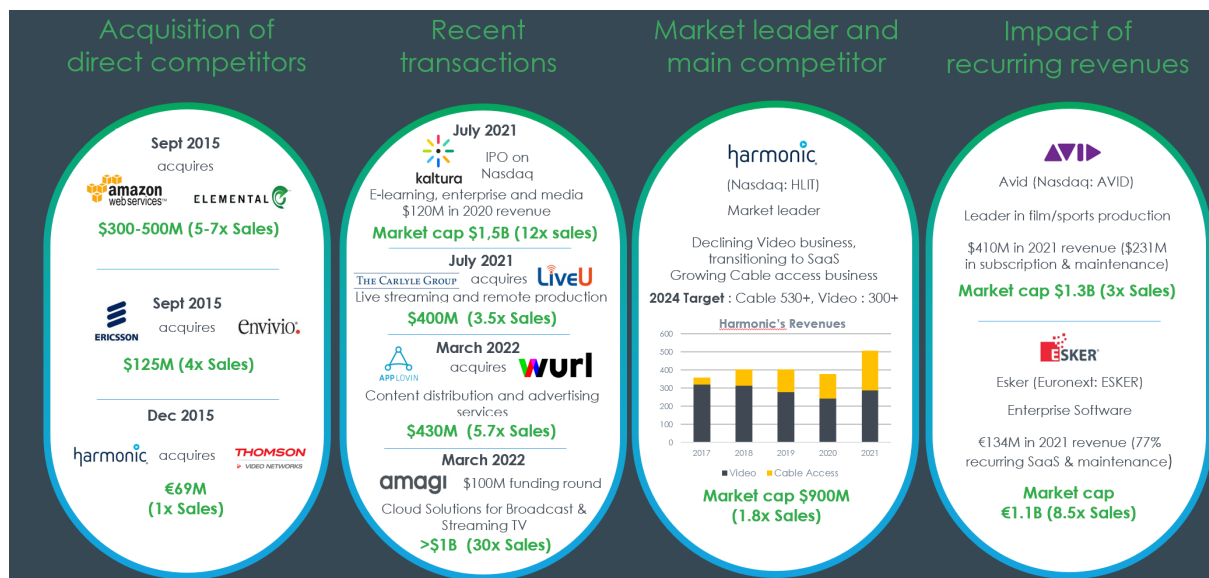 Acquisition of
direct competitors
Sept 2015
acquires
amazon
webservices™
ELEMENTAL
$300-500M (5-7x Sales)
Sept 2015
ERICSSON
acquires
envivio.
$125M (4x Sales)
Dec 2015
harmonic
acquires
THOMSON
VIDEO NETWORKS
€69M
(1x Sales)
Recent
transactions
July 2021
kaltura
IPO on
Nasdaq
E-learning, enterprise and media
$120M in 2020 revenue
Market cap $1,5B (12x sales)
July 2021
THE CARLYLE GROUP
acquires
LIVEU
Live streaming and remote production
$400M (3.5x Sales)
March 2022
APPLOVIN
acquires
wurl
Content distribution and advertising
services
$430M (5.7x Sales)
March 2022
amagi
$100M funding round
Cloud Solutions for Broadcast &
Streaming TV
>$1B (30x Sales)
Market leader and
main competitor
harmonic
(Nasdaq: HLIT)
Market leader
Declining Video business,
transitioning to SaaS
Growing Cable access business
2024 Target : Cable 530+, Video : 300+
Harmonic's Revenues
600
500
400
300
200
100
0
2017 2018 2019 2020 2021
Video Cable Access
Market cap $900M
(1.8x Sales)
Impact of
recurring revenues
AVID
Avid (Nasdaq: AVID)
Leader in film/sports production
$410M in 2021 revenue ($231M
in subscription & maintenance)
Market cap $1.3B (3x Sales)
ESKER
Esker (Euronext: ESKER)
Enterprise Software
€134M in 2021 revenue (77%
recurring SaaS & maintenance)
Market cap
€1.1B (8.5x Sales)